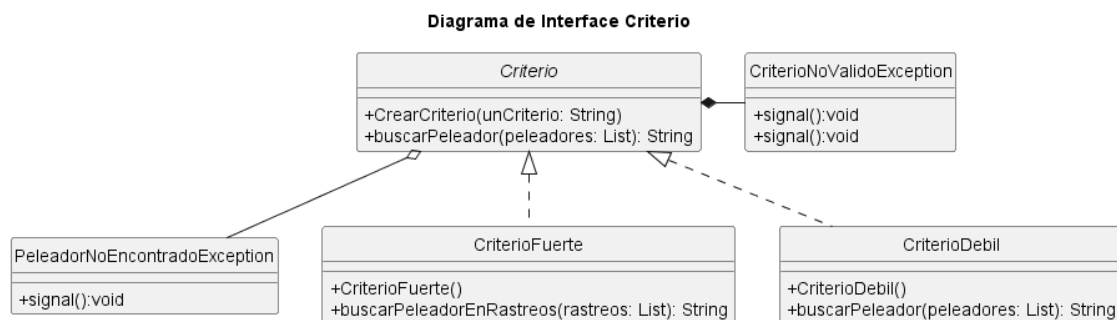 Diagrama de Interface Criterio
Criterio
+CrearCriterio(unCriterio: String)
+buscarPeleador(peleadores: List): String
CriterioNoValidoException
+signal():void
+signal():void
PeleadorNoEncontradoException
+signal():void
CriterioFuerte
+CriterioFuerte()
+buscarPeleadorEnRastreos(rastreos: List): String
CriterioDebil
+CriterioDebil()
+buscarPeleador(peleadores: List): String